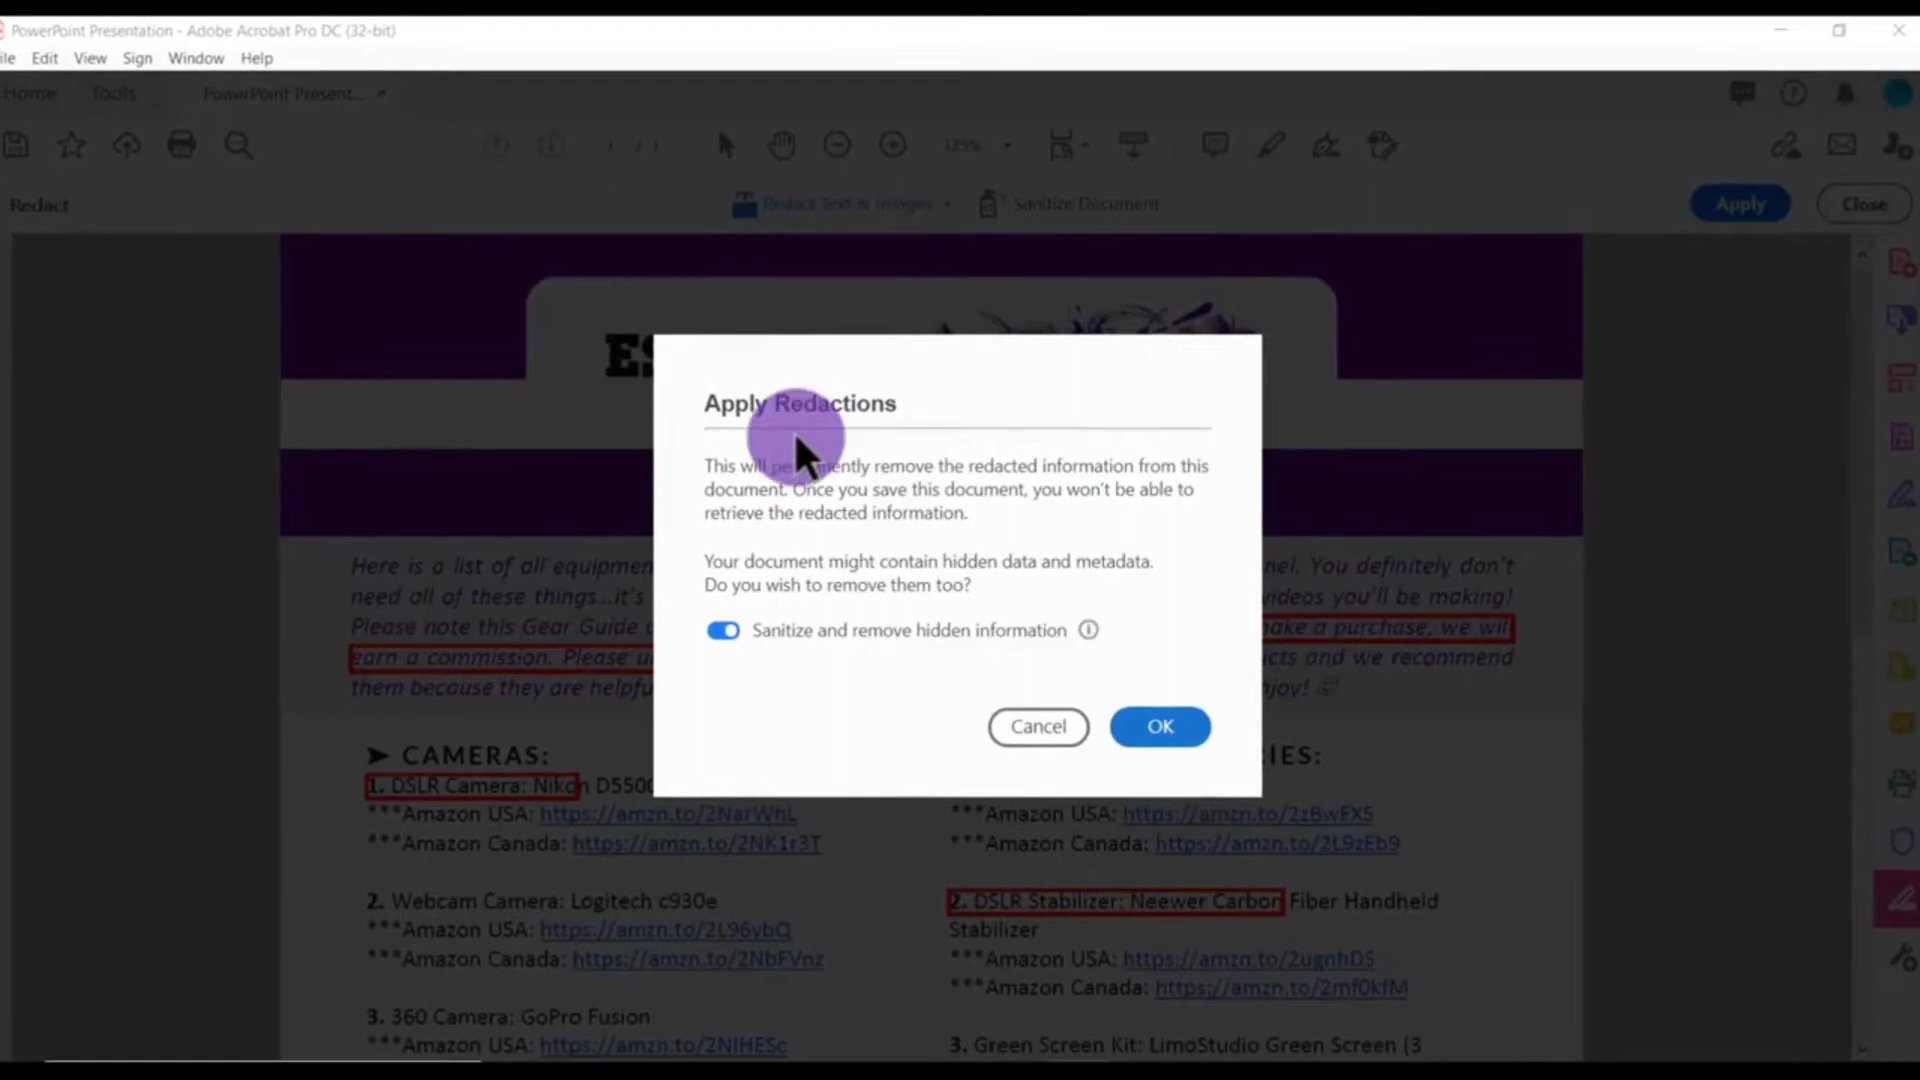 PowerPoint Presentation - Adobe Acrobat Pro DC (32-bit)
Edit View Sign Window Help
Home Tools PowerPoint Present...
1 / 1 125%
Redact Redact Text & Images Sanitize Document Apply Close
Apply Redactions
This will permanently remove the redacted information from this
document. Once you save this document, you won't be able to
retrieve the redacted information.
Your document might contain hidden data and metadata.
Do you wish to remove them too?
Sanitize and remove hidden information
Cancel OK
Here is a list of all
You definitely don't
need all of these things...it's
videos you'll be making!
Please note this Gear Guide
a purchase, we will
earn a commission. Please
and we recommend
them because they are
➤ CAMERAS:
1. DSLR Camera: Nikon D5500
***Amazon USA: https://amzn.to/2NarWhL
***Amazon Canada: https://amzn.to/2NK1r3T
2. Webcam Camera: Logitech c930e
***Amazon USA: https://amzn.to/2L96ybQ
***Amazon Canada: https://amzn.to/2NbFVnz
3. 360 Camera: GoPro Fusion
***Amazon USA: https://amzn.to/2NIHESc
***Amazon USA: https://amzn.to/2zBwFXS
***Amazon Canada: https://amzn.to/2L9zEb9
2. DSLR Stabilizer: Neewer Carbon Fiber Handheld
Stabilizer
***Amazon USA: https://amzn.to/2ugnhDS
***Amazon Canada: https://amzn.to/2mf0kfM
3. Green Screen Kit: LimoStudio Green Screen (3